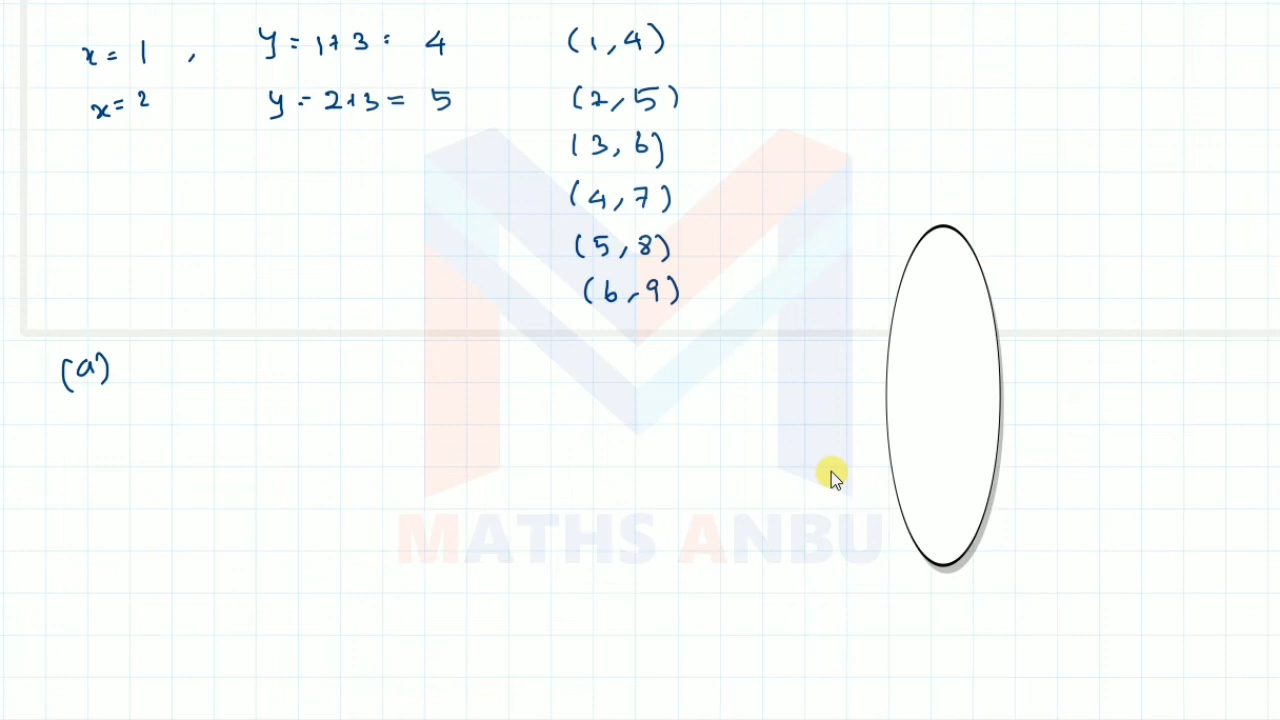 x = 1 , y = 1+3 = 4 (1,4)
x = 2 y = 2+3 = 5 (2,5)
(3,6)
(4,7)
(5,8)
(6,9)
(a)
MATHS ANBU